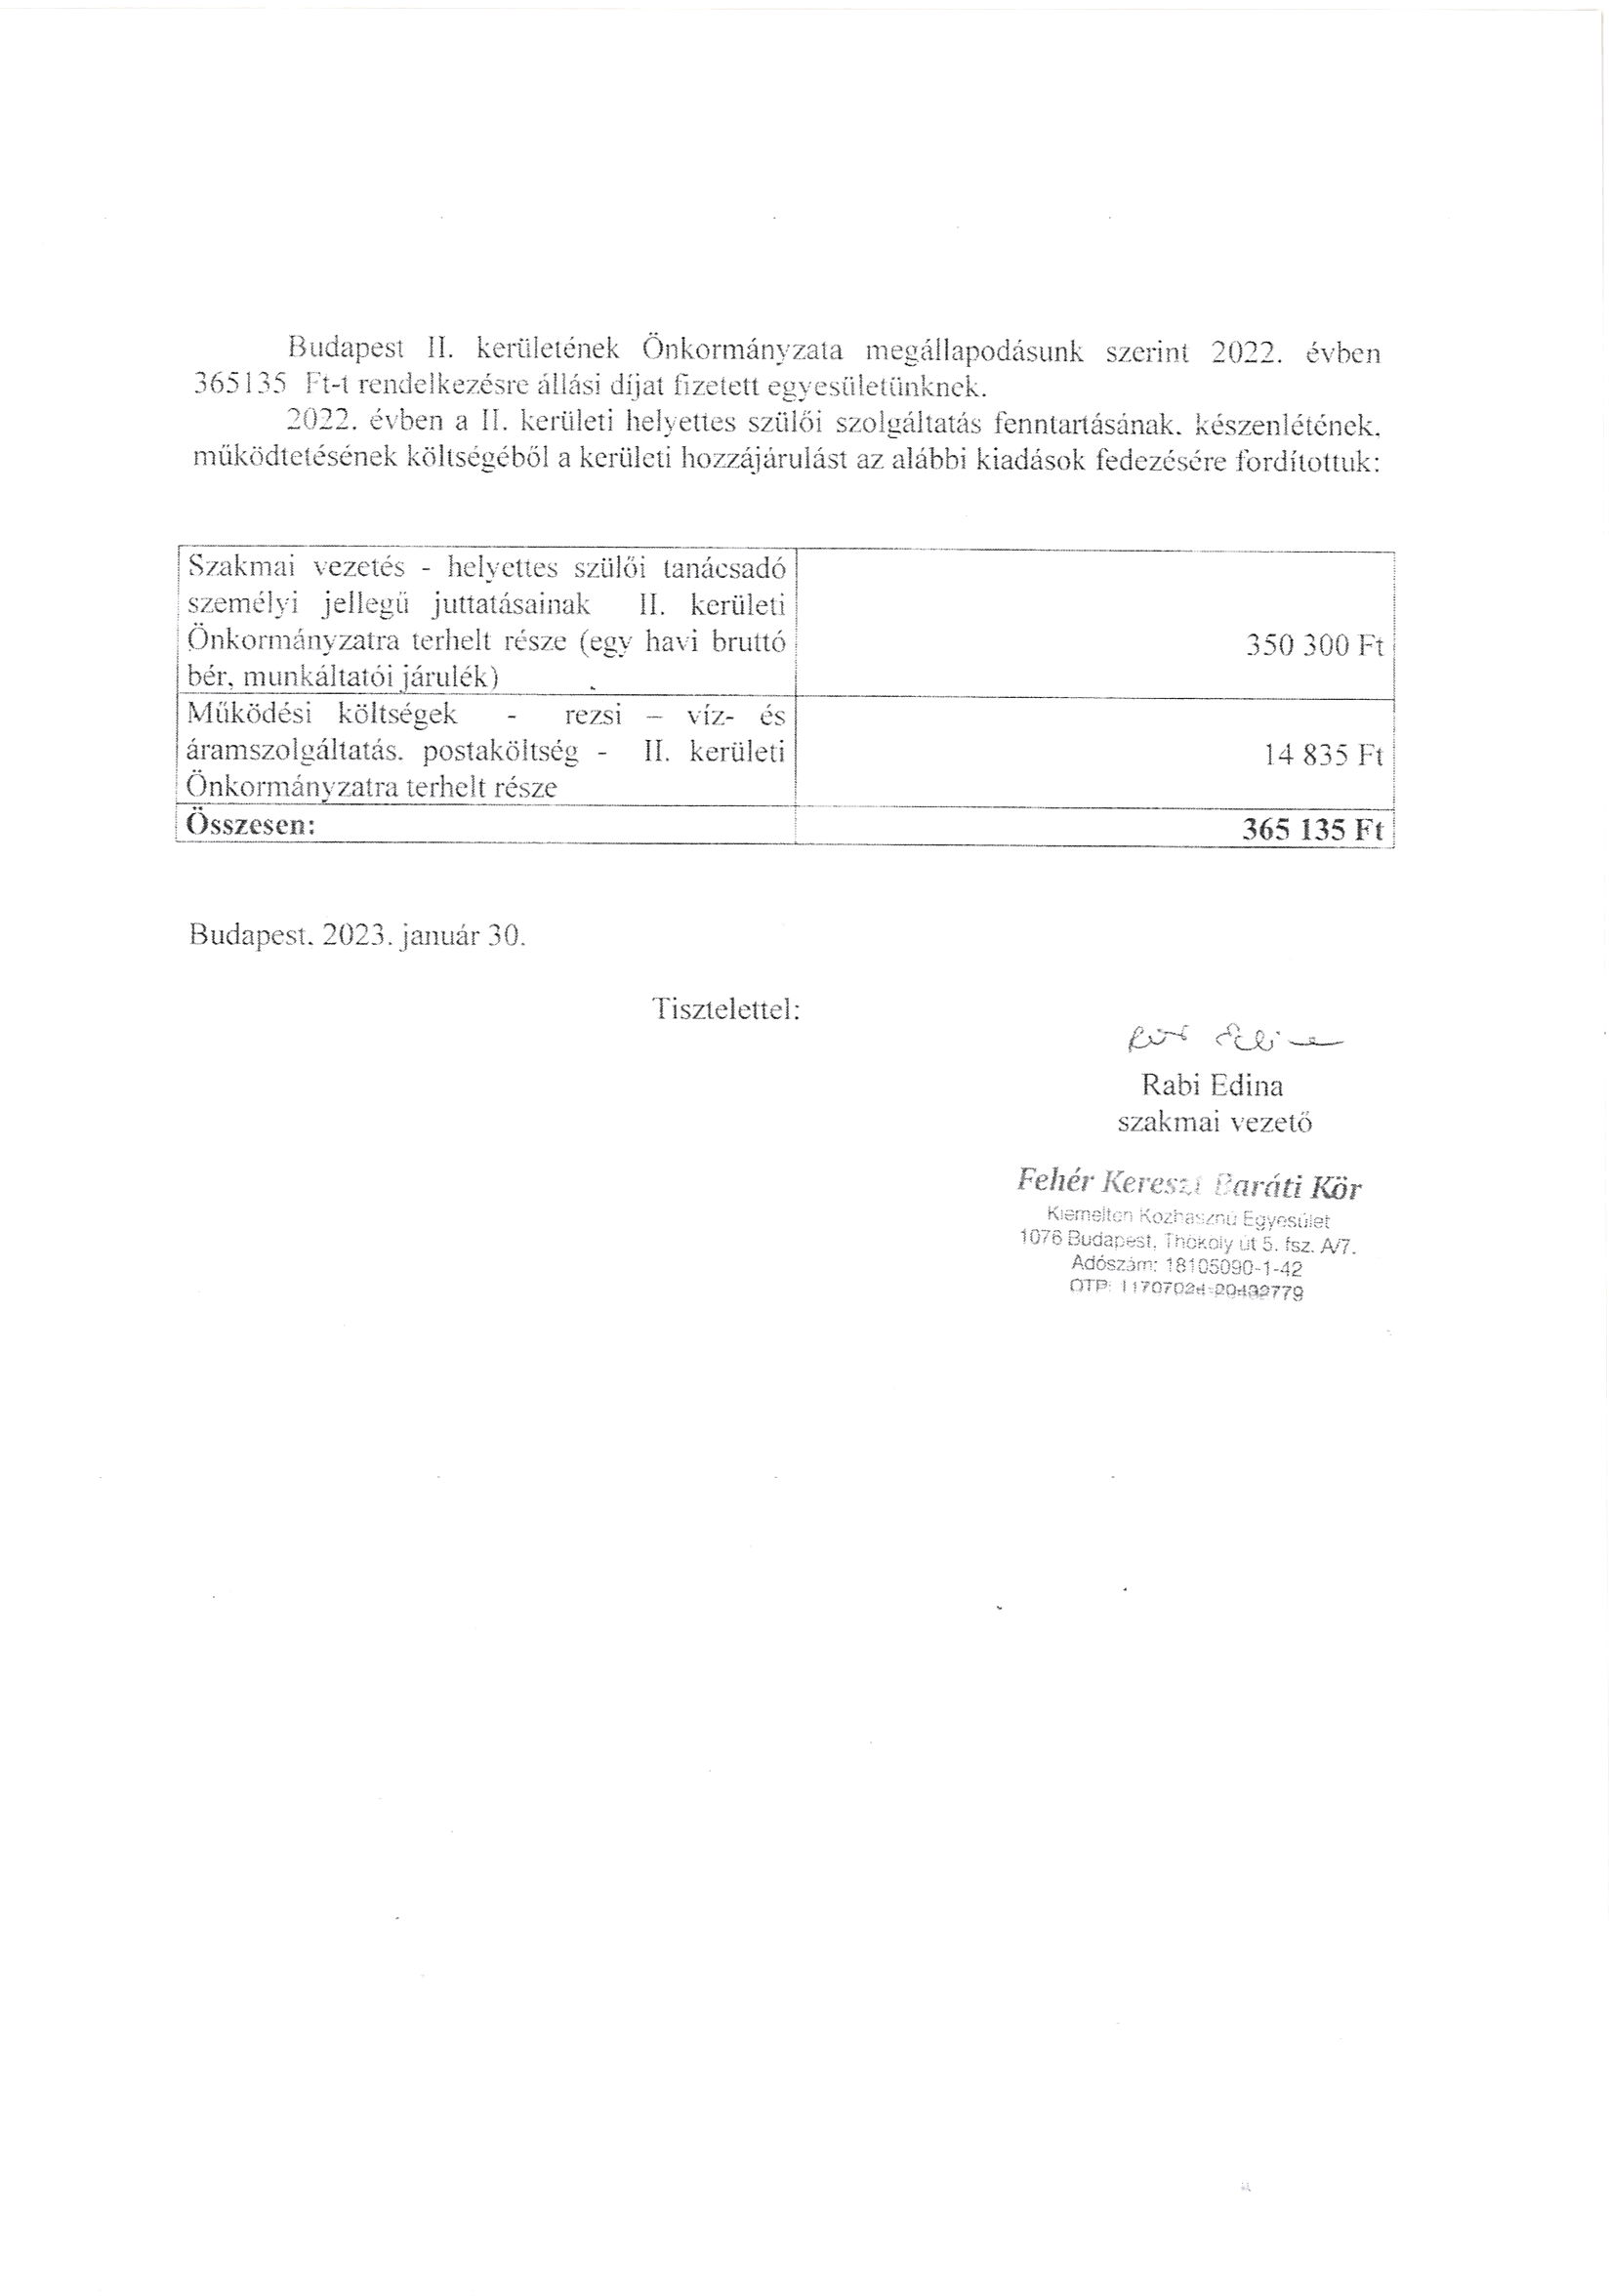 Budapest II. kerületének Önkormányzata megállapodásunk szerint 2022. évben
365135 Ft-t rendelkezésre állási díjat fizetett egyesületünknek.
2022. évben a II. kerületi helyettes szülői szolgáltatás fenntartásának, készenlétének,
működtetésének költségéből a kerületi hozzájárulást az alábbi kiadások fedezésére fordítottuk:
Szakmai vezetés - helyettes szülői tanácsadó
személyi jellegű juttatásainak II. kerületi
Önkormányzatra terhelt része (egy havi bruttó
bér, munkáltatói járulék)
350 300 Ft
Működési költségek - rezsi – víz- és
áramszolgáltatás, postaköltség - II. kerületi
Önkormányzatra terhelt része
14 835 Ft
Összesen:
365 135 Ft
Budapest, 2023. január 30.
Tisztelettel:
Rabi Edina
szakmai vezető
Fehér Kereszt Baráti Kör
Kiemelten Közhasznú Egyesület
1076 Budapest, Thököly út 5. fsz. A/7.
Adószám: 18105090-1-42
OTP: